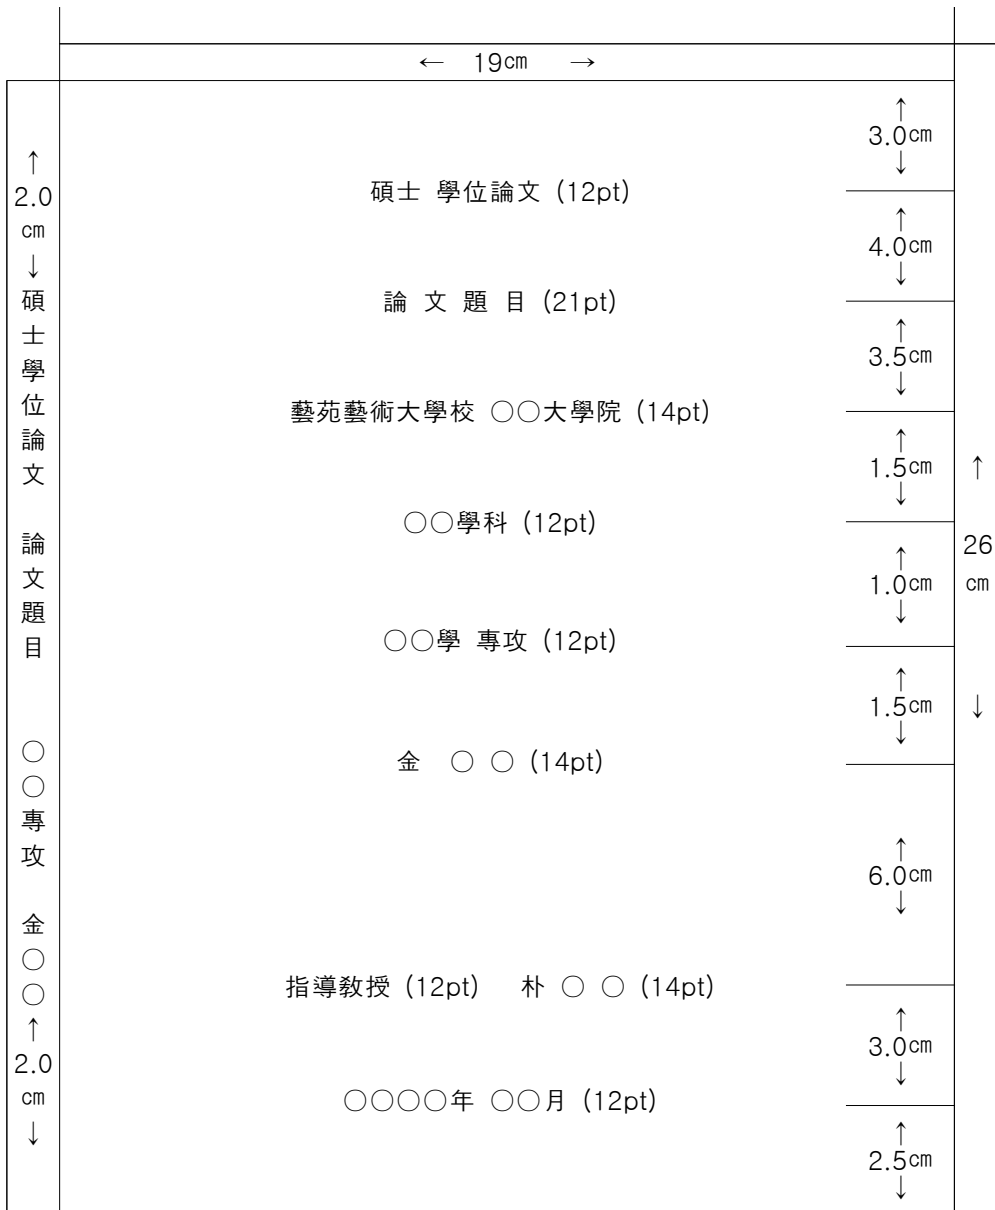 ← 19㎝ →
↑
3.0㎝
↓
碩士 學位論文 (12pt)
↑
4.0㎝
↓
論 文 題 目 (21pt)
↑
3.5㎝
↓
藝苑藝術大學校 ○○大學院 (14pt)
↑
1.5㎝
↓
○○學科 (12pt)
↑
1.0㎝
↓
○○學 專攻 (12pt)
↑
1.5㎝
↓
金 ○ ○ (14pt)
↑
6.0㎝
↓
指導敎授 (12pt) 朴 ○ ○ (14pt)
↑
3.0㎝
↓
○○○○年 ○○月 (12pt)
↑
2.5㎝
↓
↑
2.0
㎝
↓
碩
士
學
位
論
文
論
文
題
目
○
○
專
攻
金
○
○
↑
2.0
㎝
↓
↑
26
㎝
↓